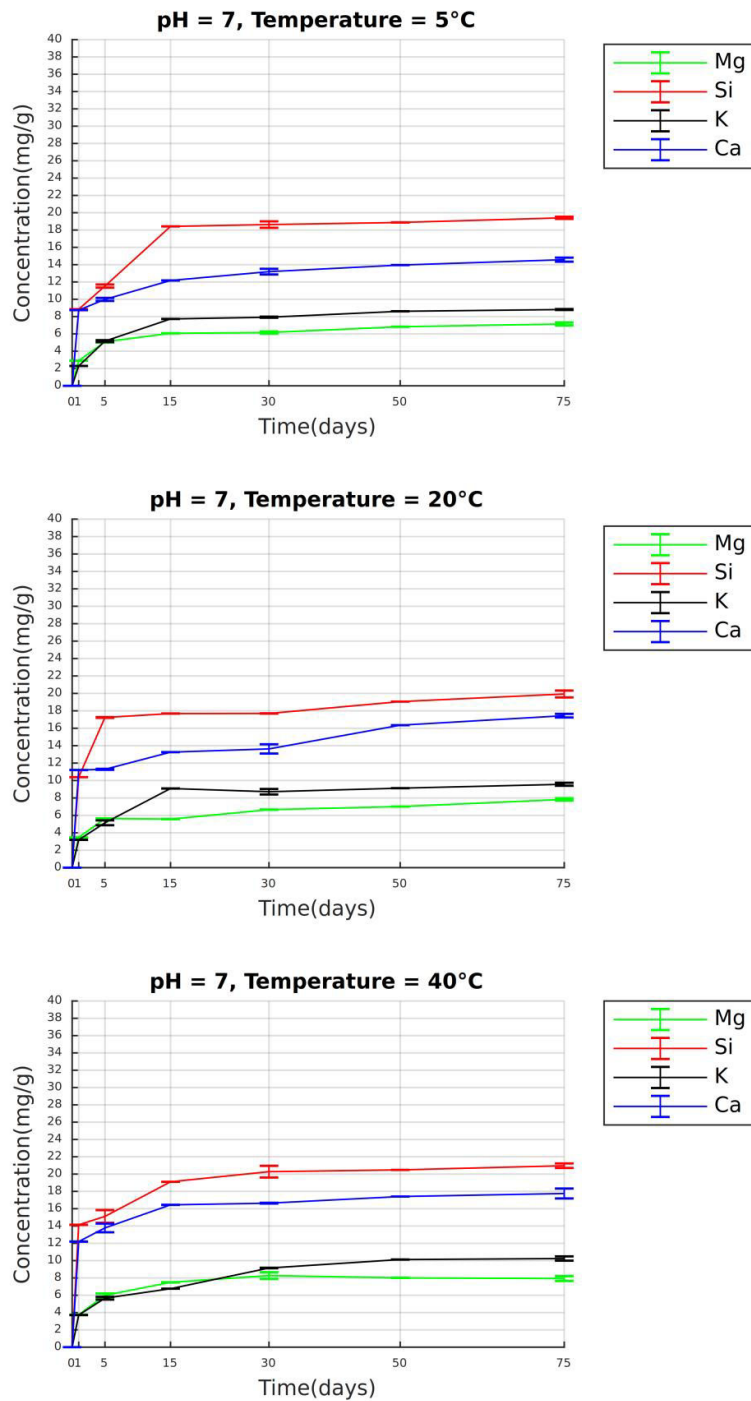 pH = 7, Temperature = 5°C
40
38
36
34
32
30
28
26
24
22
20
18
16
14
12
10
8
6
4
2
0
Concentration(mg/g)
01 5 15 30 50 75
Time(days)
Mg
Si
K
Ca
pH = 7, Temperature = 20°C
40
38
36
34
32
30
28
26
24
22
20
18
16
14
12
10
8
6
4
2
0
Concentration(mg/g)
01 5 15 30 50 75
Time(days)
Mg
Si
K
Ca
pH = 7, Temperature = 40°C
40
38
36
34
32
30
28
26
24
22
20
18
16
14
12
10
8
6
4
2
0
Concentration(mg/g)
01 5 15 30 50 75
Time(days)
Mg
Si
K
Ca